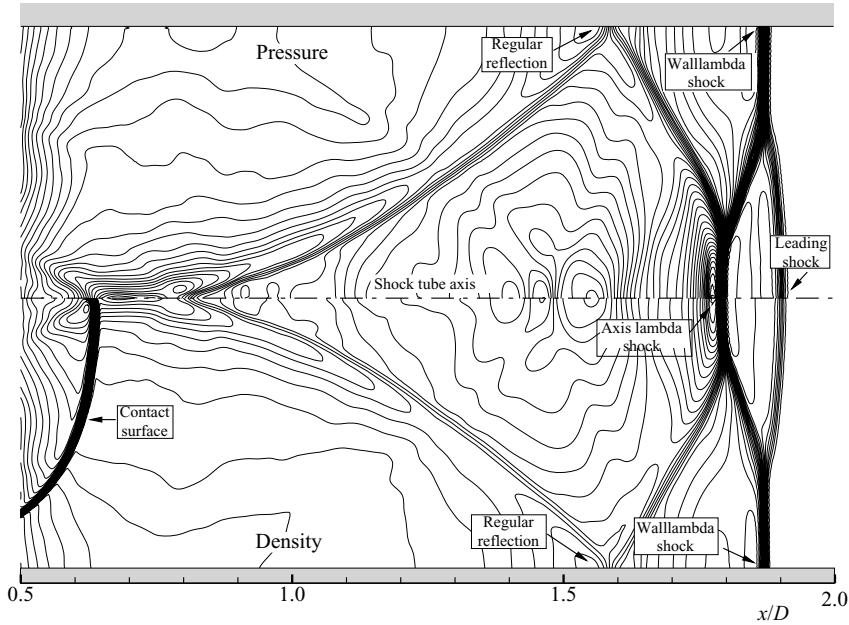 Pressure
Regular
reflection
Walllambda
shock
Leading
shock
Shock tube axis
Axis lambda
shock
Contact
surface
Density
Regular
reflection
Walllambda
shock
0.5
1.0
1.5
2.0
x/D